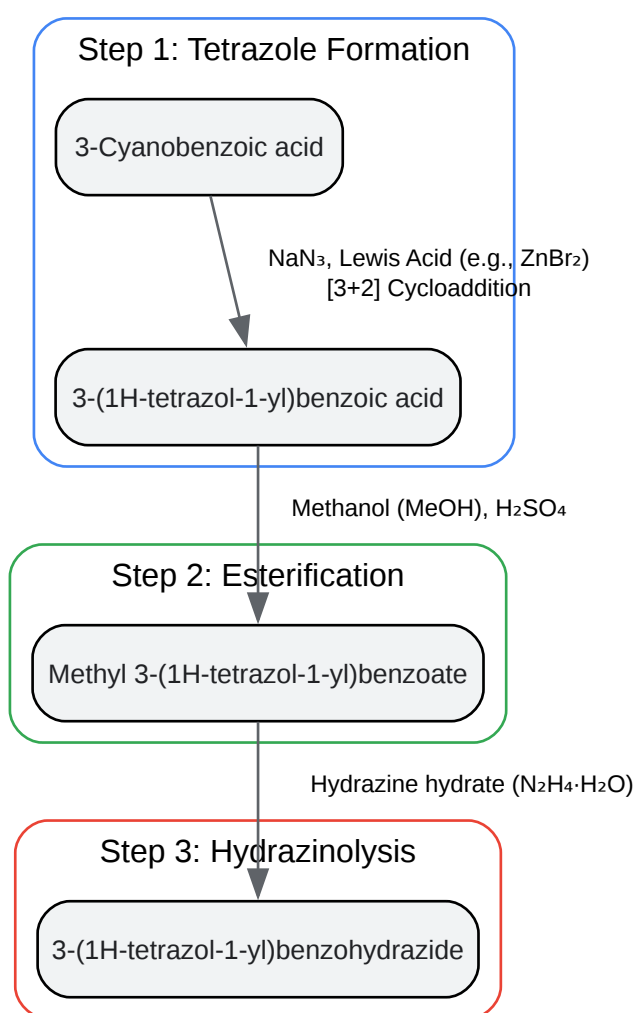 Step 1: Tetrazole Formation
3-Cyanobenzoic acid
NaN₃, Lewis Acid (e.g., ZnBr₂)
[3+2] Cycloaddition
3-(1H-tetrazol-1-yl)benzoic acid
Methanol (MeOH), H₂SO₄
Step 2: Esterification
Methyl 3-(1H-tetrazol-1-yl)benzoate
Hydrazine hydrate (N₂H₄·H₂O)
Step 3: Hydrazinolysis
3-(1H-tetrazol-1-yl)benzohydrazide